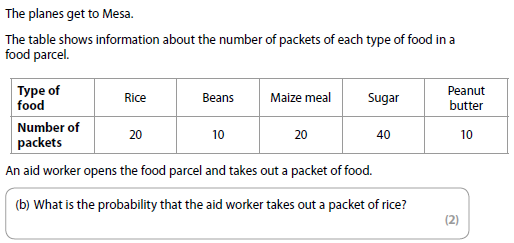 The planes get to Mesa.
The table shows information about the number of packets of each type of food in a
food parcel.
Type of food Rice Beans Maize meal Sugar Peanut butter
Number of packets 20 10 20 40 10
An aid worker opens the food parcel and takes out a packet of food.
(b) What is the probability that the aid worker takes out a packet of rice?
(2)